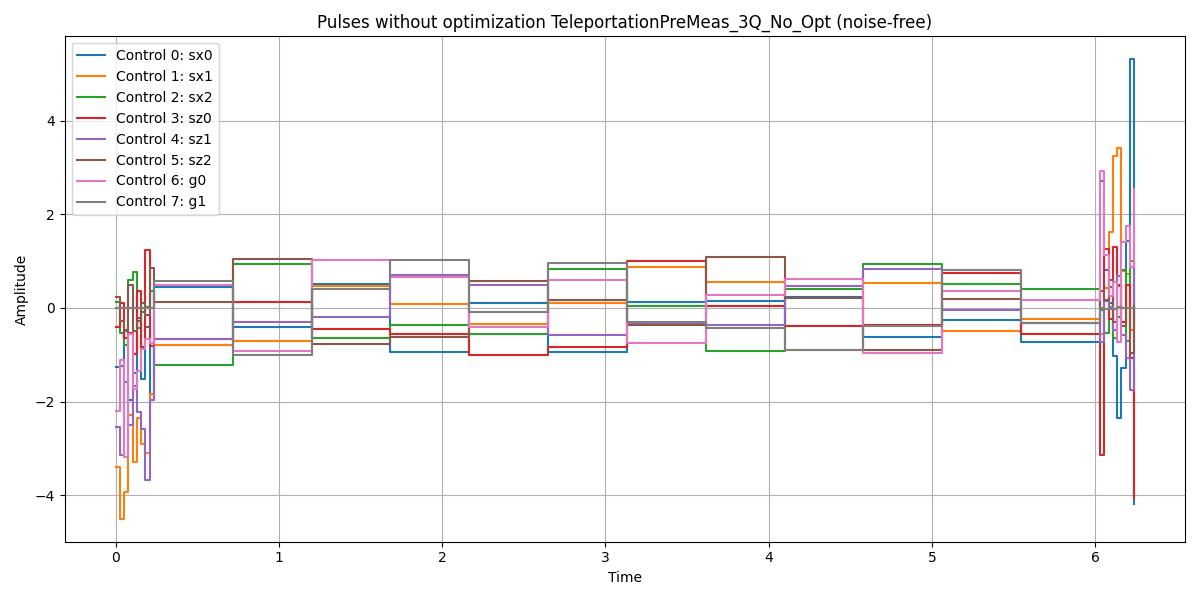 Pulses without optimization TeleportationPreMeas_3Q_No_Opt (noise-free)
Control 0: sx0
Control 1: sx1
Control 2: sx2
Control 3: sz0
Control 4: sz1
Control 5: sz2
Control 6: g0
Control 7: g1
Amplitude
4
2
0
−2
−4
0 1 2 3 4 5 6
Time